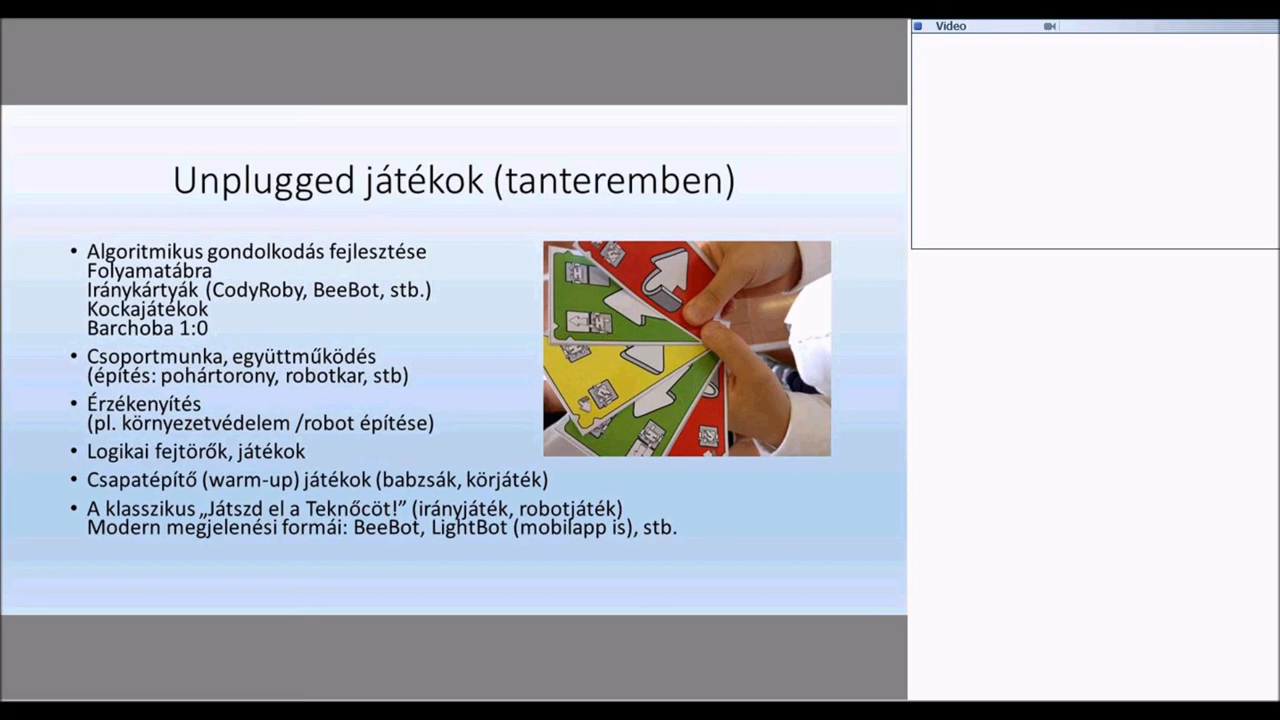 Video
Unplugged játékok (tanteremben)
• Algoritmikus gondolkodás fejlesztése
Folyamatábra
Iránykártyák (CodyRoby, BeeBot, stb.)
Kockajátékok
Barchoba 1:0
• Csoportmunka, együttműködés
(építés: pohártorony, robotkar, stb)
• Érzékenyítés
(pl. környezetvédelem /robot építése)
• Logikai fejtörők, játékok
• Csapatépítő (warm-up) játékok (babzsák, körjáték)
• A klasszikus „Játszd el a Teknőcöt!” (irányjáték, robotjáték)
Modern megjelenési formái: BeeBot, LightBot (mobilapp is), stb.